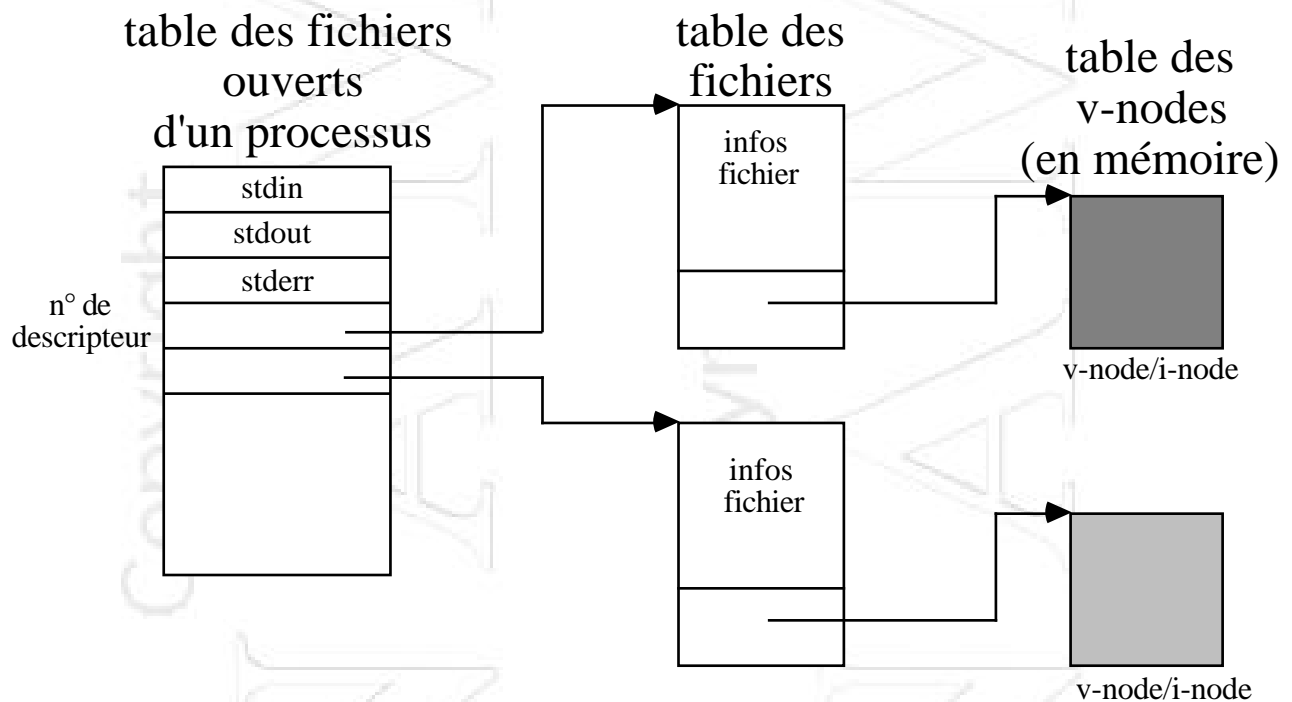 table des fichiers
ouverts
d'un processus
stdin
stdout
stderr
n° de
descripteur
table des
fichiers
infos
fichier
infos
fichier
table des
v-nodes
(en mémoire)
v-node/i-node
v-node/i-node
Copyright